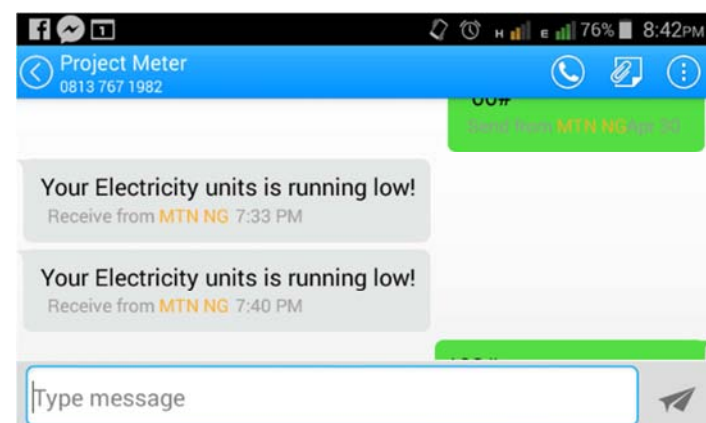 1 H E 76% 8:42PM
Project Meter
0813 767 1982
Send from MTN NG Apr 30
Your Electricity units is running low!
Receive from MTN NG 7:33 PM
Your Electricity units is running low!
Receive from MTN NG 7:40 PM
Type message